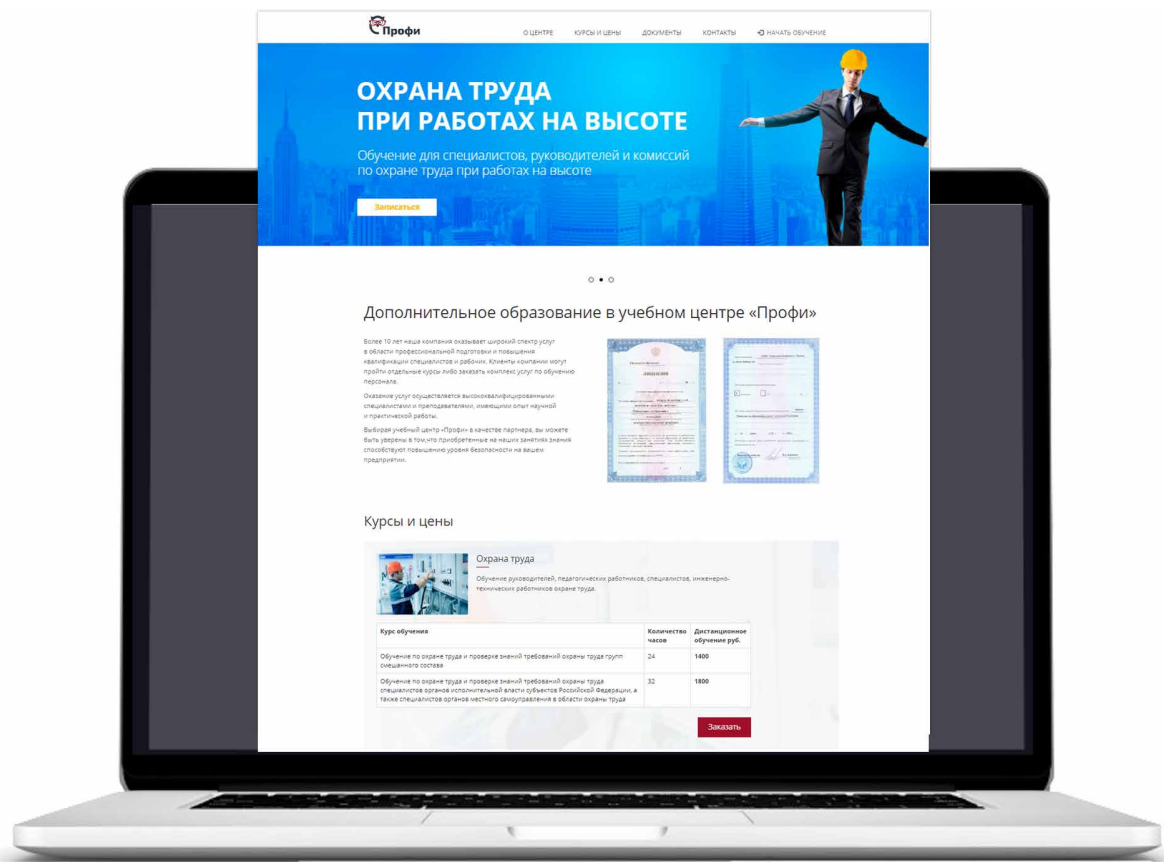 Профи
О ЦЕНТРЕ КУРСЫ И ЦЕНЫ ДОКУМЕНТЫ КОНТАКТЫ НАЧАТЬ ОБУЧЕНИЕ
ОХРАНА ТРУДА
ПРИ РАБОТАХ НА ВЫСОТЕ
Обучение для специалистов, руководителей и комиссий
по охране труда при работах на высоте
Записаться
Дополнительное образование в учебном центре «Профи»
Более 10 лет наша компания оказывает широкий спектр услуг
в области профессиональной подготовки и повышения
квалификации специалистов и рабочих. Клиенты компании могут
пройти отдельные курсы либо заказать комплекс услуг по обучению
персонала.
Оказание услуг осуществляется высококвалифицированными
специалистами и преподавателями, имеющими опыт научной
и практической работы.
Выбирая учебный центр «Профи» в качестве партнера, вы можете
быть уверены в том,что приобретенные на наших занятиях знания
способствуют повышению уровня безопасности на вашем
предприятии.
ЛИЦЕНЗИЯ
Курсы и цены
Охрана труда
Обучение руководителей, педагогических работников, специалистов, инженерно-
технических работников охране труда.
Курс обучения Количество часов Дистанционное обучение руб.
Обучение по охране труда и проверке знаний требований охраны труда групп
смешанного состава 24 1400
Обучение по охране труда и проверке знаний требований охраны труда
специалистов органов исполнительной власти субъектов Российской Федерации, а
также специалистов органов местного самоуправления в области охраны труда 32 1800
Заказать